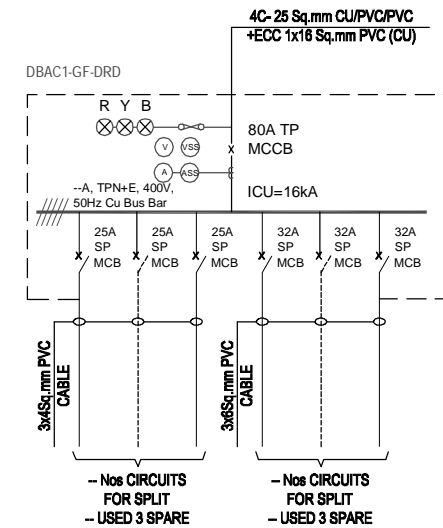 4C- 25 Sq.mm CU/PVC/PVC
+ECC 1x16 Sq.mm PVC (CU)
DBAC1-GF-DRD
R Y B
80A TP
MCCB
V VSS
A ASS
ICU=16kA
--A, TPN+E, 400V,
50Hz Cu Bus Bar
25A
SP
MCB
25A
SP
MCB
25A
SP
MCB
32A
SP
MCB
32A
SP
MCB
32A
SP
MCB
3x4Sq.mm PVC
CABLE
3x6Sq.mm PVC
CABLE
-- Nos CIRCUITS
FOR SPLIT
-- USED 3 SPARE
-- Nos CIRCUITS
FOR SPLIT
-- USED 3 SPARE